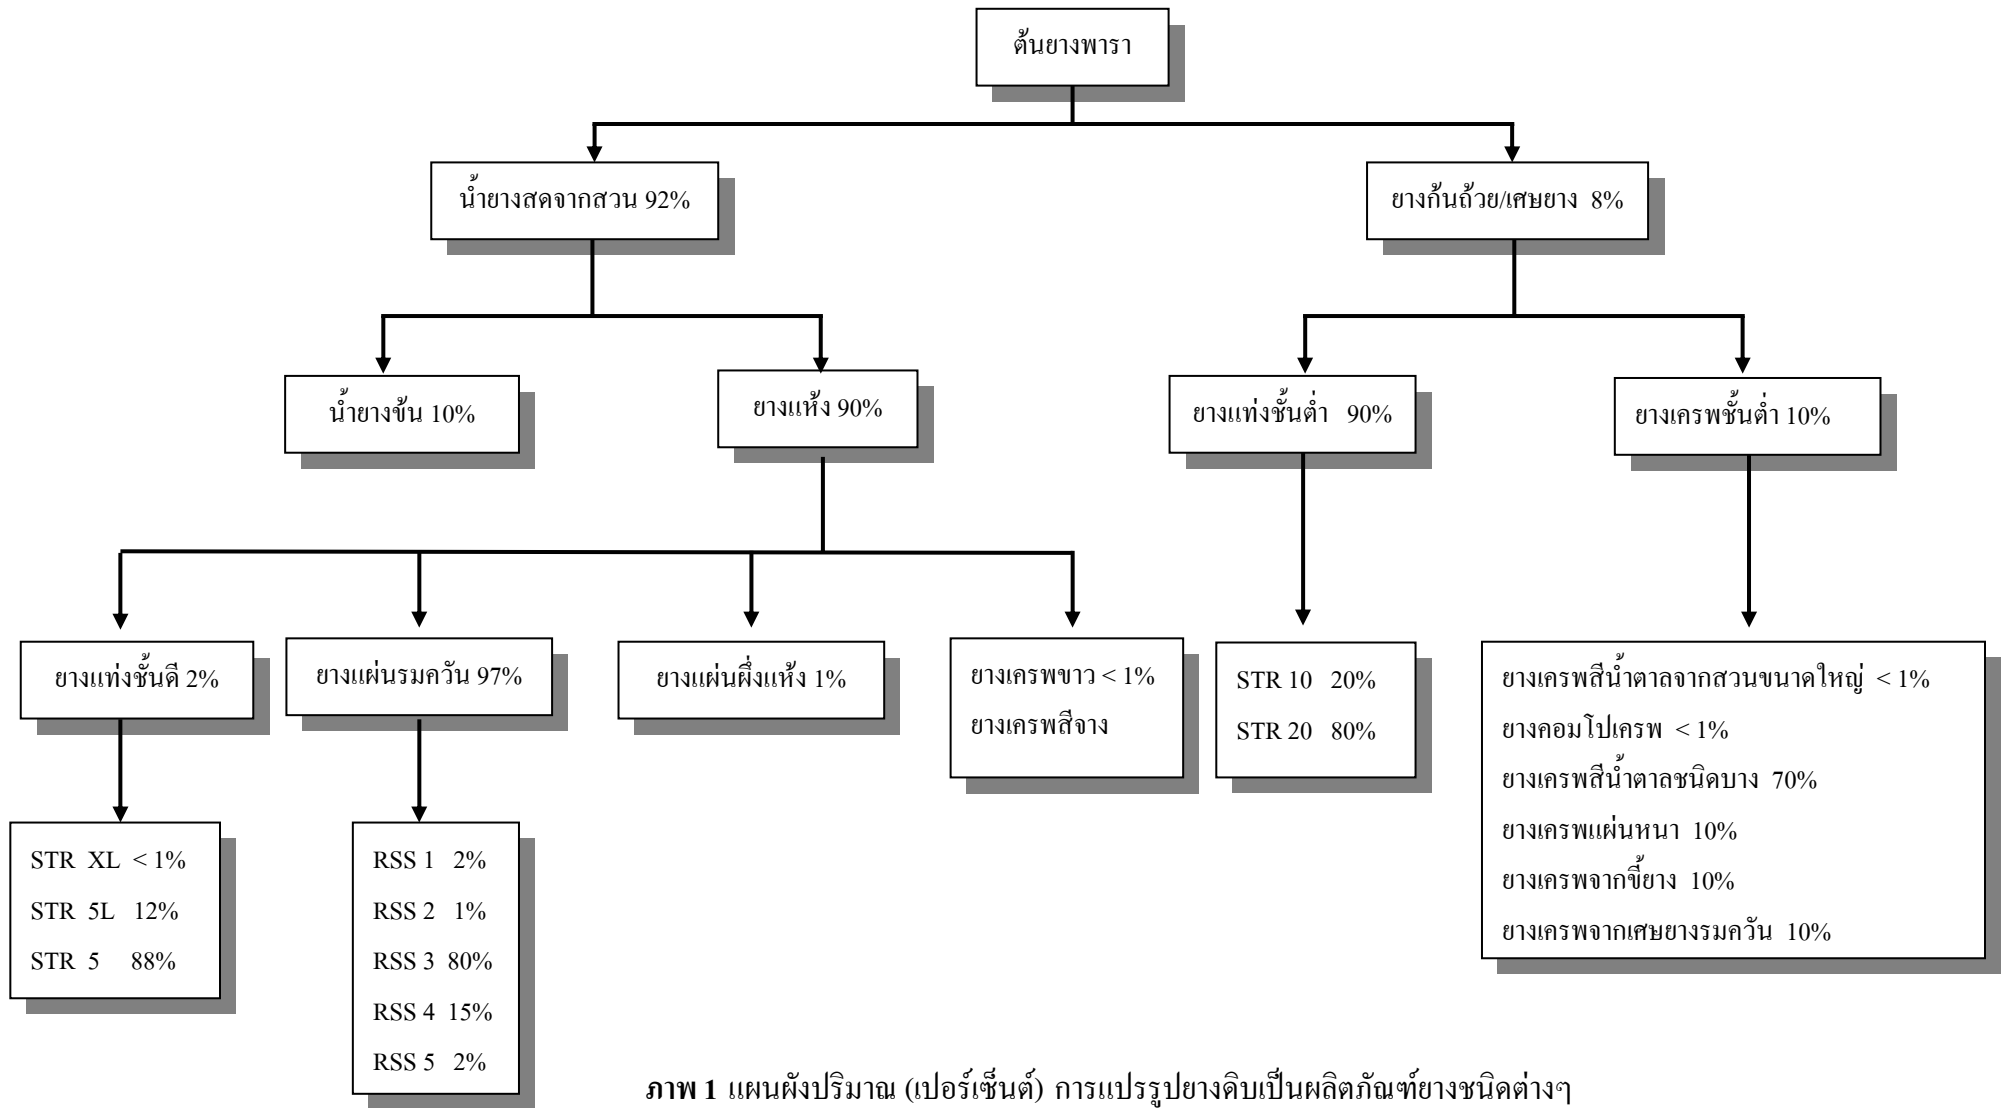 ต้นยางพารา
น้ำยางสดจากสวน 92%
ยางก้นถ้วย/เศษยาง 8%
น้ำยางข้น 10%
ยางแห้ง 90%
ยางแท่งชั้นต่ำ 90%
ยางเครพชั้นต่ำ 10%
ยางแท่งชั้นดี 2%
ยางแผ่นรมควัน 97%
ยางแผ่นผึ่งแห้ง 1%
ยางเครพขาว < 1%
ยางเครพสีจาง
STR 10 20%
STR 20 80%
ยางเครพสีน้ำตาลจากสวนขนาดใหญ่ < 1%
ยางคอมโปเครพ < 1%
ยางเครพสีน้ำตาลชนิดบาง 70%
ยางเครพแผ่นหนา 10%
ยางเครพจากขี้ยาง 10%
ยางเครพจากเศษยางรมควัน 10%
STR XL < 1%
STR 5L 12%
STR 5 88%
RSS 1 2%
RSS 2 1%
RSS 3 80%
RSS 4 15%
RSS 5 2%
ภาพ 1 แผนผังปริมาณ (เปอร์เซ็นต์) การแปรรูปยางดิบเป็นผลิตภัณฑ์ยางชนิดต่างๆ